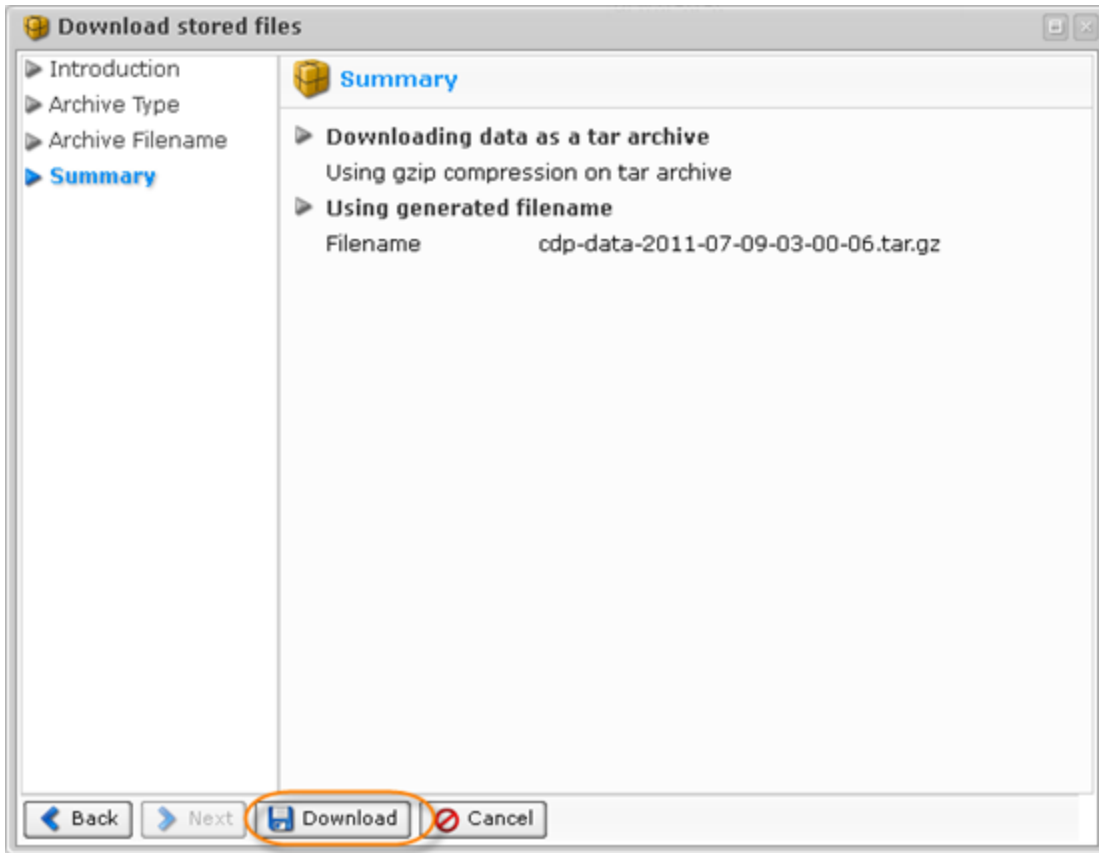 Download stored files
Introduction
Archive Type
Archive Filename
Summary
Summary
Downloading data as a tar archive
Using gzip compression on tar archive
Using generated filename
Filename cdp-data-2011-07-09-03-00-06.tar.gz
Back Next Download Cancel